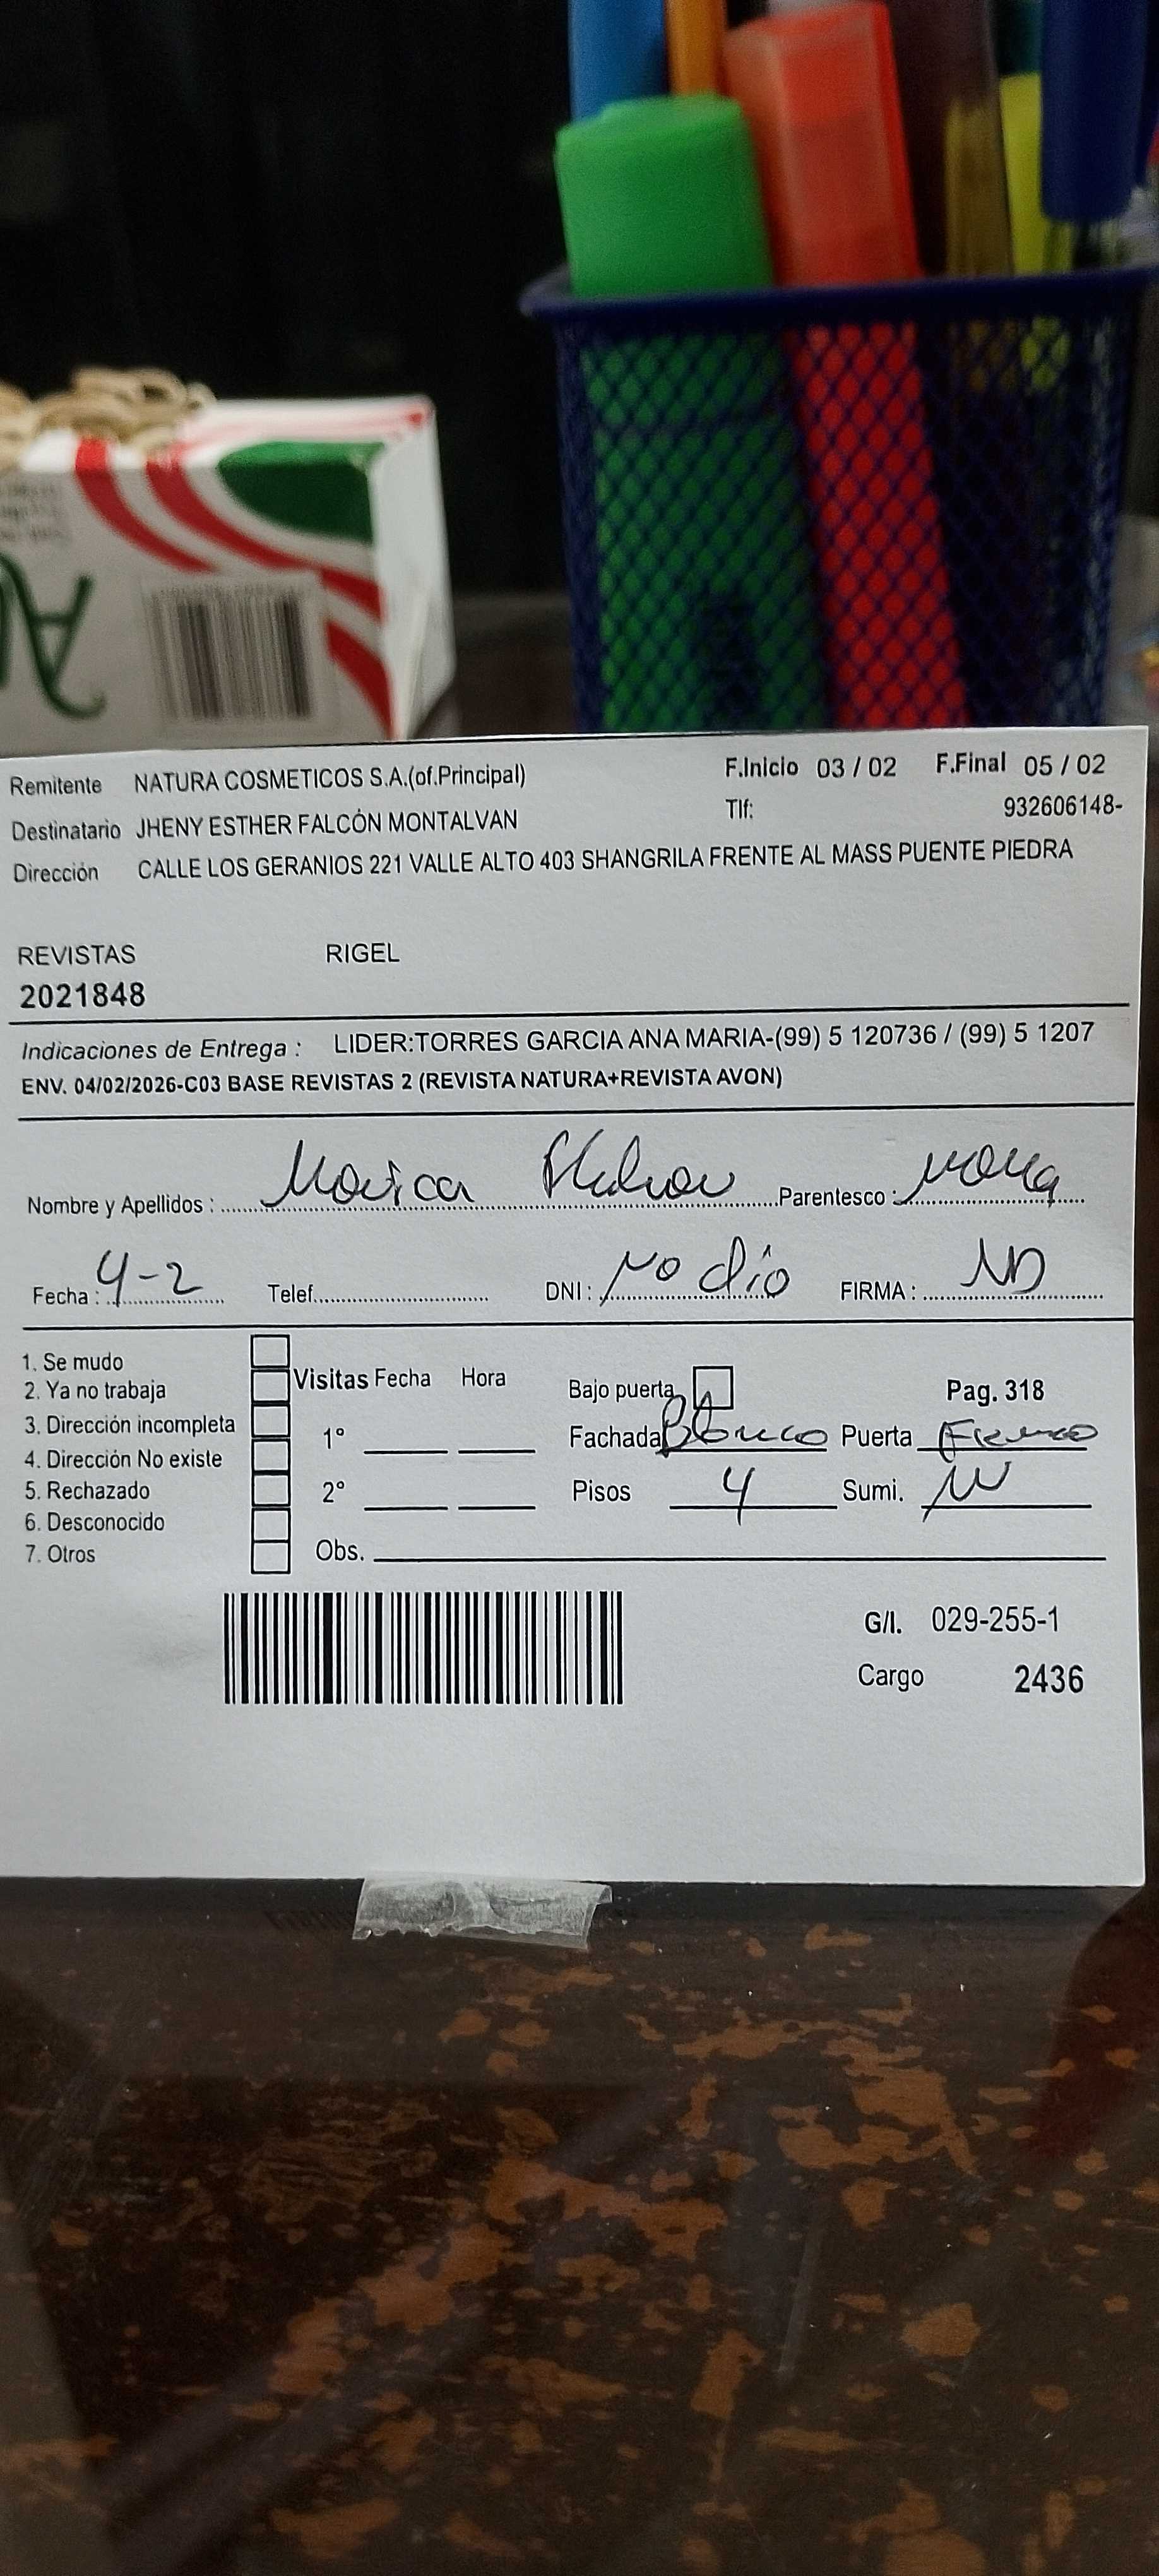 Remitente NATURA COSMETICOS S.A.(of.Principal) F.Inicio 03 / 02 F.Final 05 / 02
Destinatario JHENY ESTHER FALCÓN MONTALVAN Tlf: 932606148-
Dirección CALLE LOS GERANIOS 221 VALLE ALTO 403 SHANGRILA FRENTE AL MASS PUENTE PIEDRA
REVISTAS RIGEL
2021848
Indicaciones de Entrega : LIDER:TORRES GARCIA ANA MARIA-(99) 5 120736 / (99) 5 1207
ENV. 04/02/2026-C03 BASE REVISTAS 2 (REVISTA NATURA+REVISTA AVON)
Nombre y Apellidos : Parentesco :
Fecha : 4-2 Telef. DNI : No dio FIRMA : ND
1. Se mudo
2. Ya no trabaja Visitas Fecha Hora Bajo puerta Pag. 318
3. Dirección incompleta 1° Fachada Blanco Puerta Fierro
4. Dirección No existe
5. Rechazado 2° Pisos 4 Sumi.
6. Desconocido
7. Otros Obs.
G/I. 029-255-1
Cargo 2436